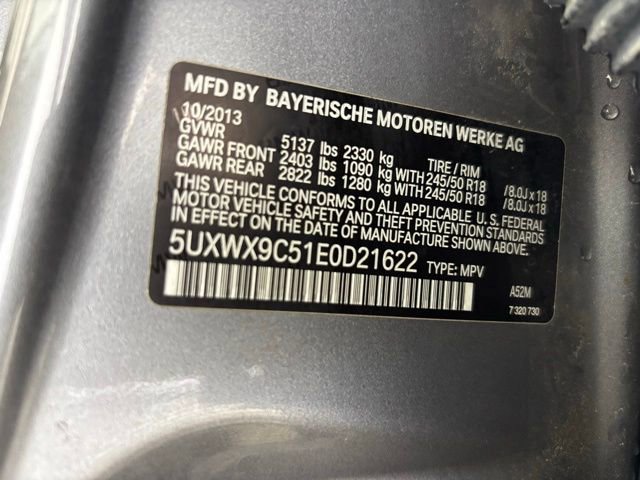 MFD BY BAYERISCHE MOTOREN WERKE AG
10/2013
GVWR 5137 lbs 2330 kg TIRE / RIM
GAWR FRONT 2403 lbs 1090 kg WITH 245/50 R18 / 8.0J x 18
GAWR REAR 2822 lbs 1280 kg WITH 245/50 R18 / 8.0J x 18
THIS VEHICLE CONFORMS TO ALL APPLICABLE U. S. FEDERAL
MOTOR VEHICLE SAFETY AND THEFT PREVENTION STANDARDS
IN EFFECT ON THE DATE OF MANUFACTURE SHOWN ABOVE.
5UXWX9C51E0D21622 TYPE: MPV
A52M
7 320 730